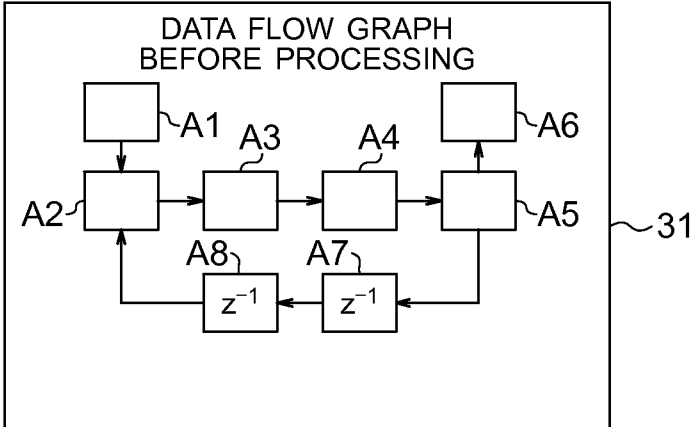 DATA FLOW GRAPH
BEFORE PROCESSING
A1
A6
A3
A4
A2
A5
31
A8
A7
z⁻¹
z⁻¹